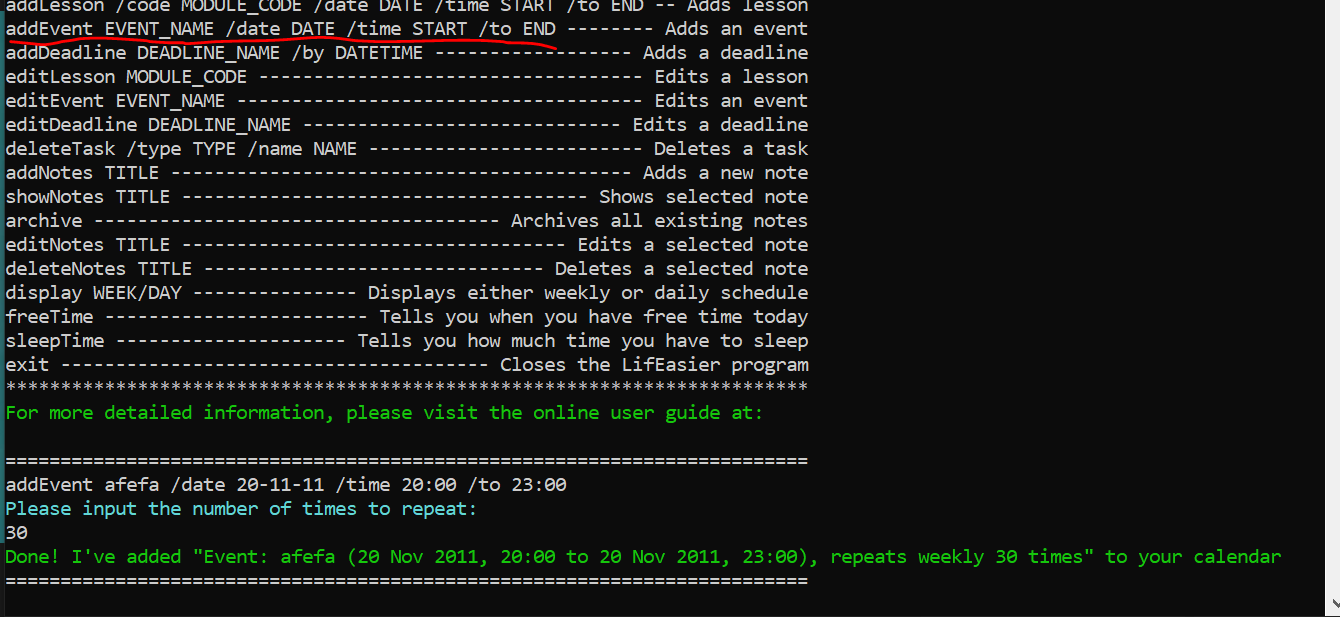 addLesson /code MODULE_CODE /date DATE /time START /to END -- Adds lesson
addEvent EVENT_NAME /date DATE /time START /to END -------- Adds an event
addDeadline DEADLINE_NAME /by DATETIME ------------------ Adds a deadline
editLesson MODULE_CODE ----------------------------------- Edits a lesson
editEvent EVENT_NAME ------------------------------------- Edits an event
editDeadline DEADLINE_NAME ----------------------------- Edits a deadline
deleteTask /type TYPE /name NAME ------------------------- Deletes a task
addNotes TITLE ------------------------------------------ Adds a new note
showNotes TITLE ------------------------------------- Shows selected note
archive ------------------------------------- Archives all existing notes
editNotes TITLE ----------------------------------- Edits a selected note
deleteNotes TITLE ------------------------------- Deletes a selected note
display WEEK/DAY --------------- Displays either weekly or daily schedule
freeTime ------------------------ Tells you when you have free time today
sleepTime --------------------- Tells you how much time you have to sleep
exit --------------------------------------- Closes the LifEasier program
*************************************************************************
For more detailed information, please visit the online user guide at:
=========================================================================
addEvent afefa /date 20-11-11 /time 20:00 /to 23:00
Please input the number of times to repeat:
30
Done! I've added "Event: afefa (20 Nov 2011, 20:00 to 20 Nov 2011, 23:00), repeats weekly 30 times" to your calendar
=========================================================================